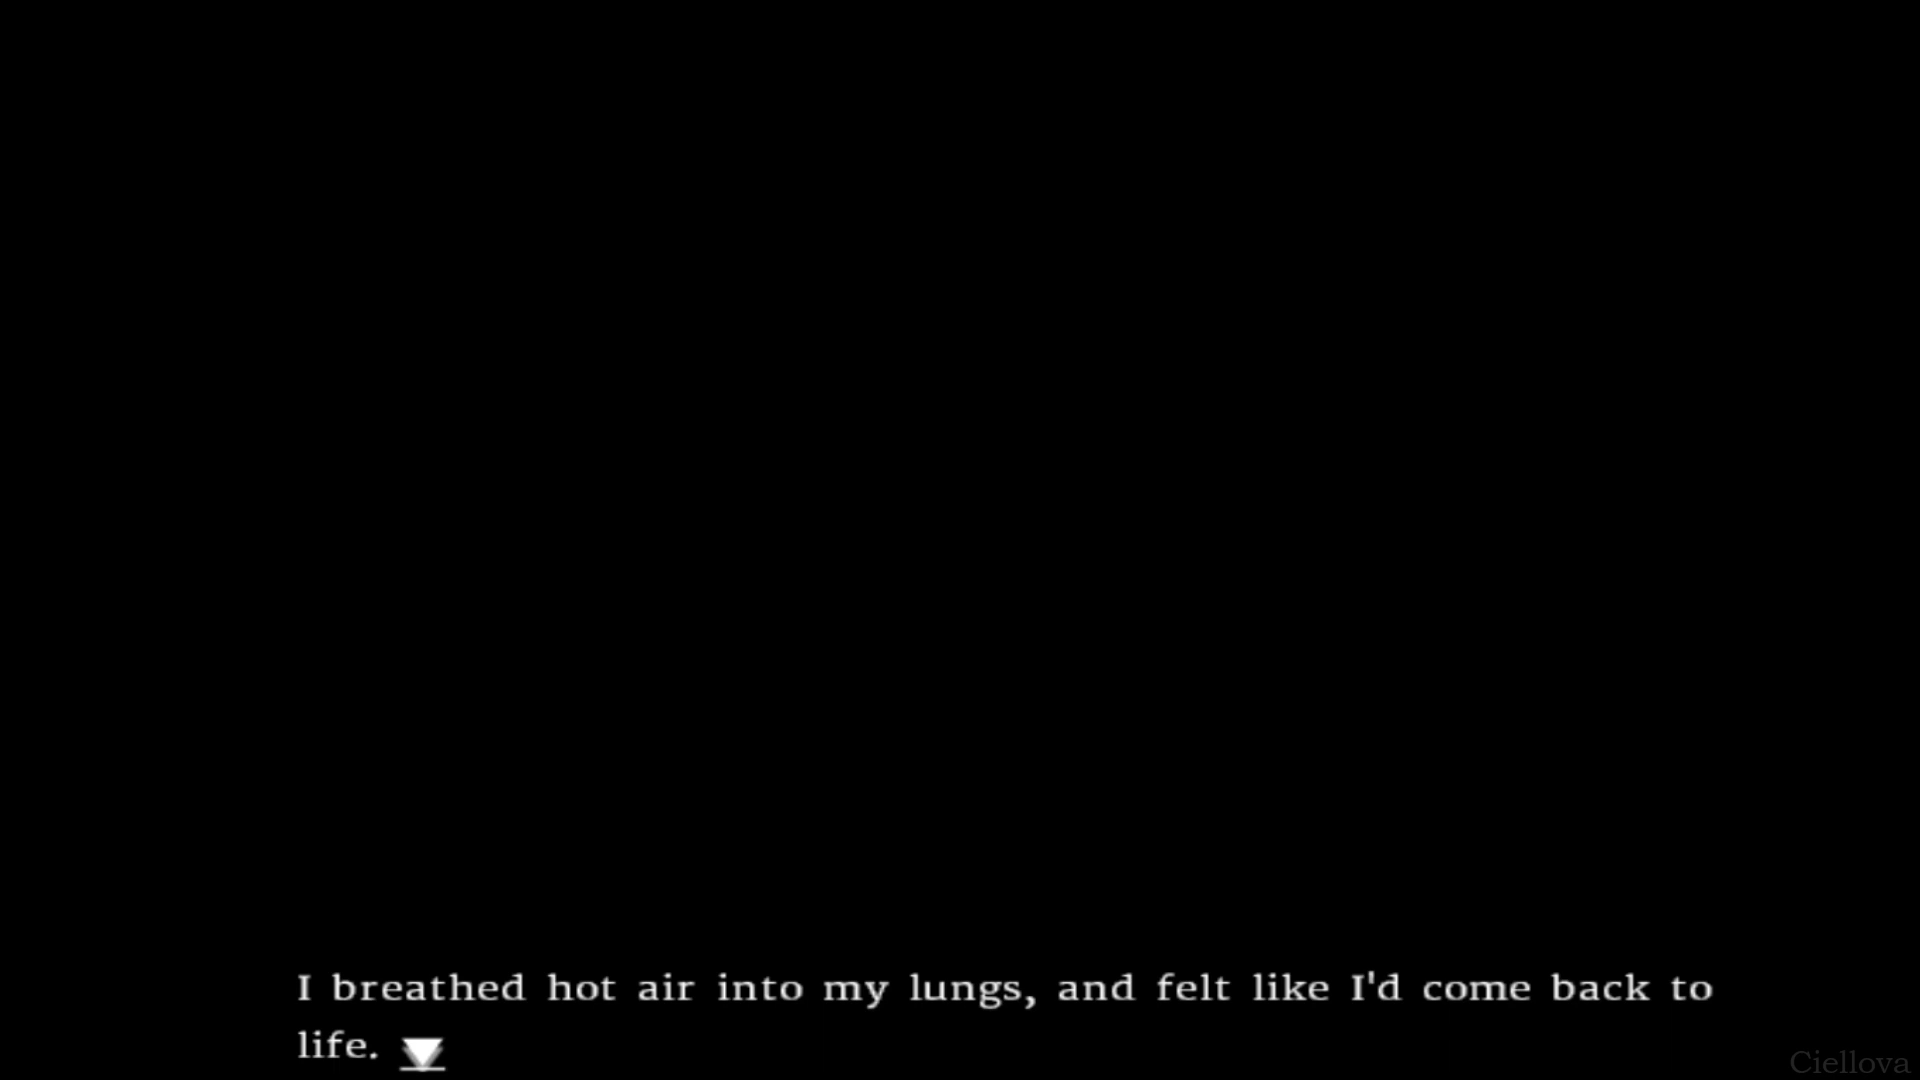 I breathed hot air into my lungs, and felt like I'd come back to
life.
Ciellova